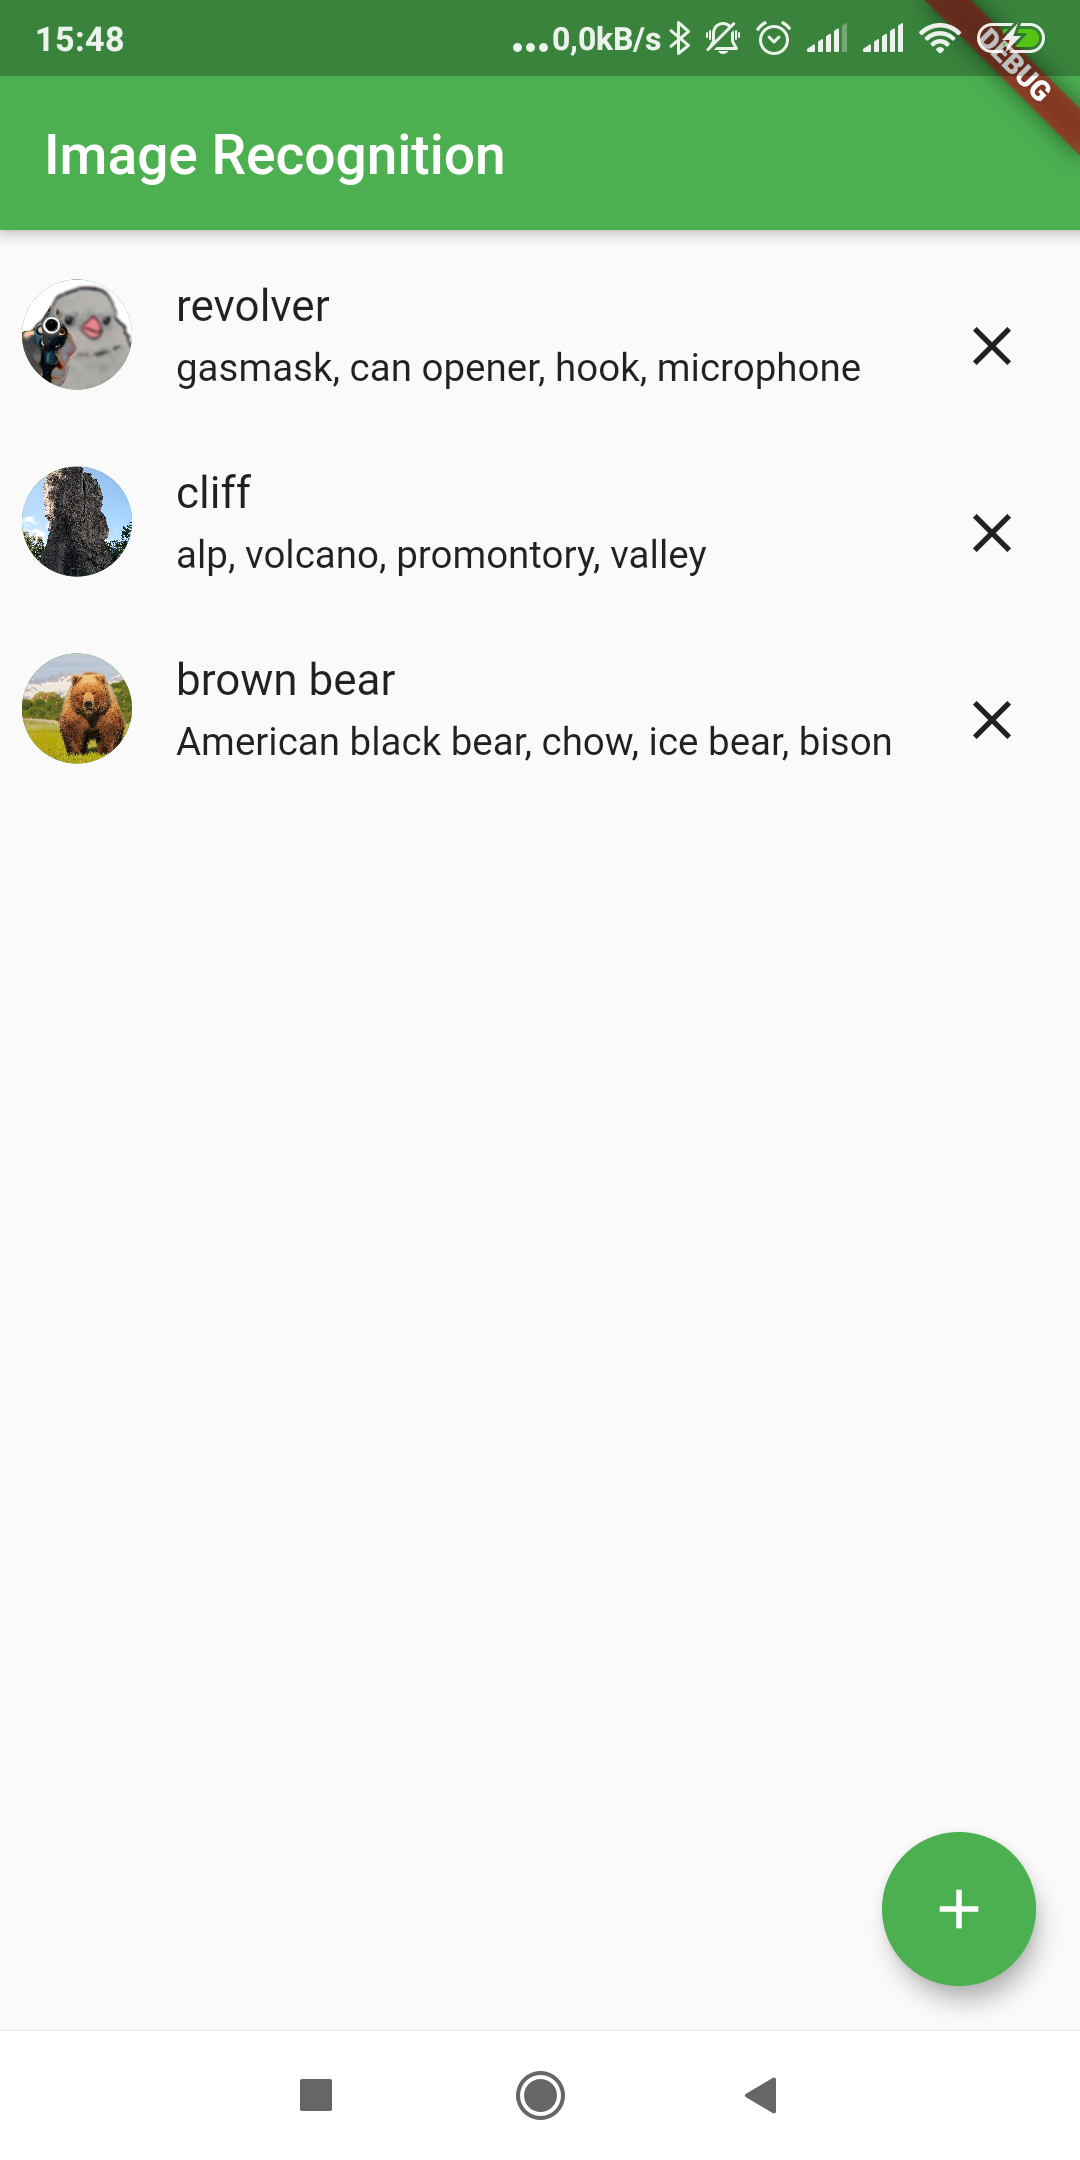 15:48
...0,0kB/s
DEBUG
Image Recognition
revolver
gasmask, can opener, hook, microphone
cliff
alp, volcano, promontory, valley
brown bear
American black bear, chow, ice bear, bison